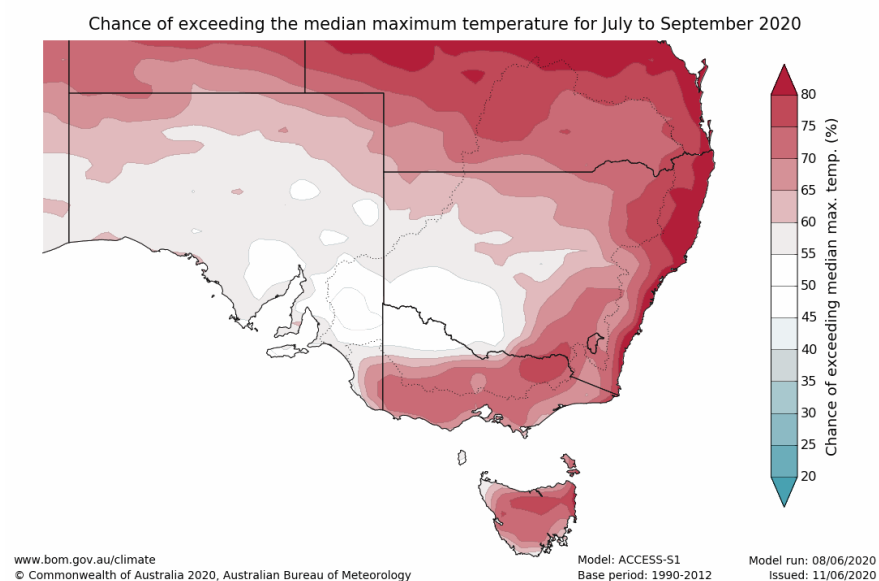 Chance of exceeding the median maximum temperature for July to September 2020
80
75
70
65
60
55
50
45
40
35
30
25
20
Chance of exceeding median max. temp. (%)
www.bom.gov.au/climate
© Commonwealth of Australia 2020, Australian Bureau of Meteorology
Model: ACCESS-S1
Base period: 1990-2012
Model run: 08/06/2020
Issued: 11/06/2020